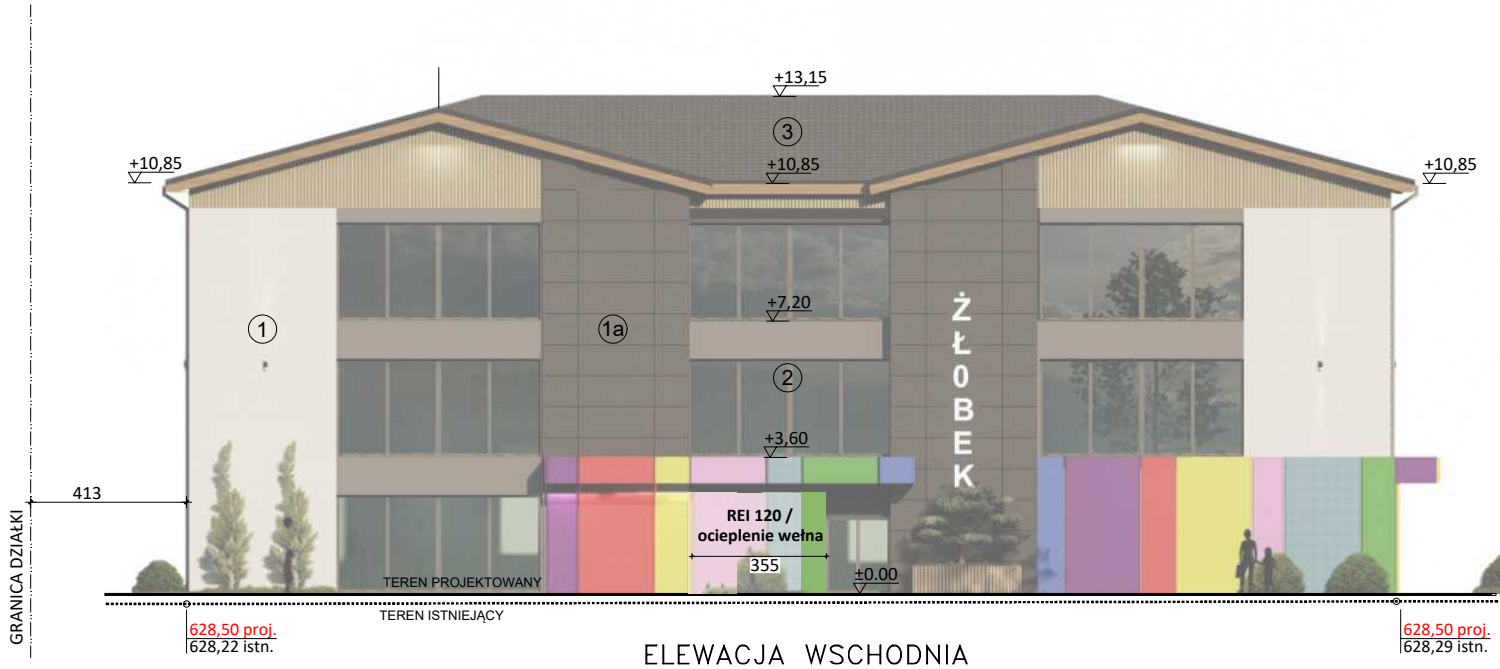 +13,15
3
+10,85
+10,85
+10,85
+7,20
1
1a
2
ŻŁOBEK
+3,60
413
REI 120 /
ocieplenie wełna
355
±0.00
TEREN PROJEKTOWANY
TEREN ISTNIEJĄCY
GRANICA DZIAŁKI
628,50 proj.
628,22 istn.
628,50 proj.
628,29 istn.
ELEWACJA WSCHODNIA